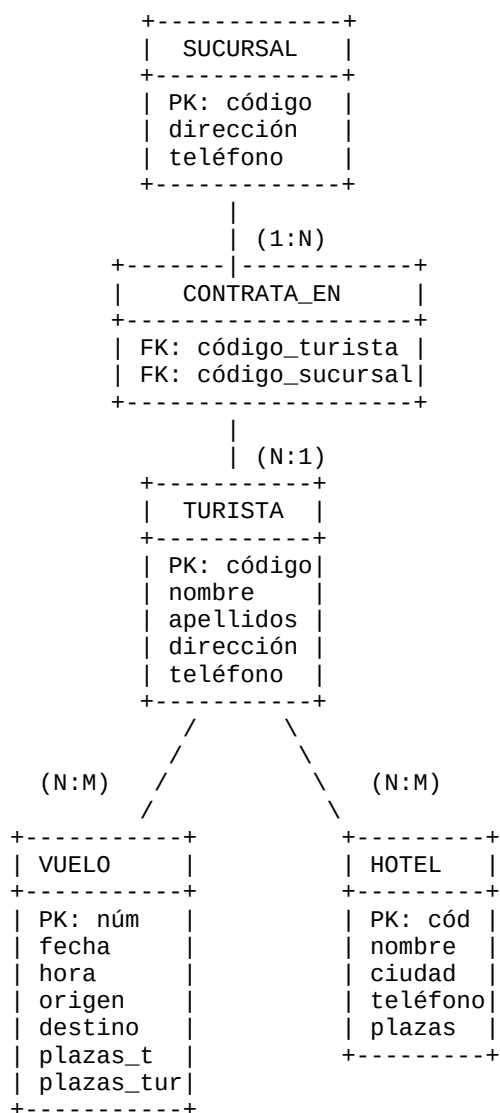 SUCURSAL
PK: código
dirección
teléfono
(1:N)
CONTRATA_EN
FK: código_turista
FK: código_sucursal
(N:1)
TURISTA
PK: código
nombre
apellidos
dirección
teléfono
(N:M) (N:M)
VUELO HOTEL
PK: núm PK: cód
fecha nombre
hora ciudad
origen teléfono
destino plazas
plazas_t
plazas_tur